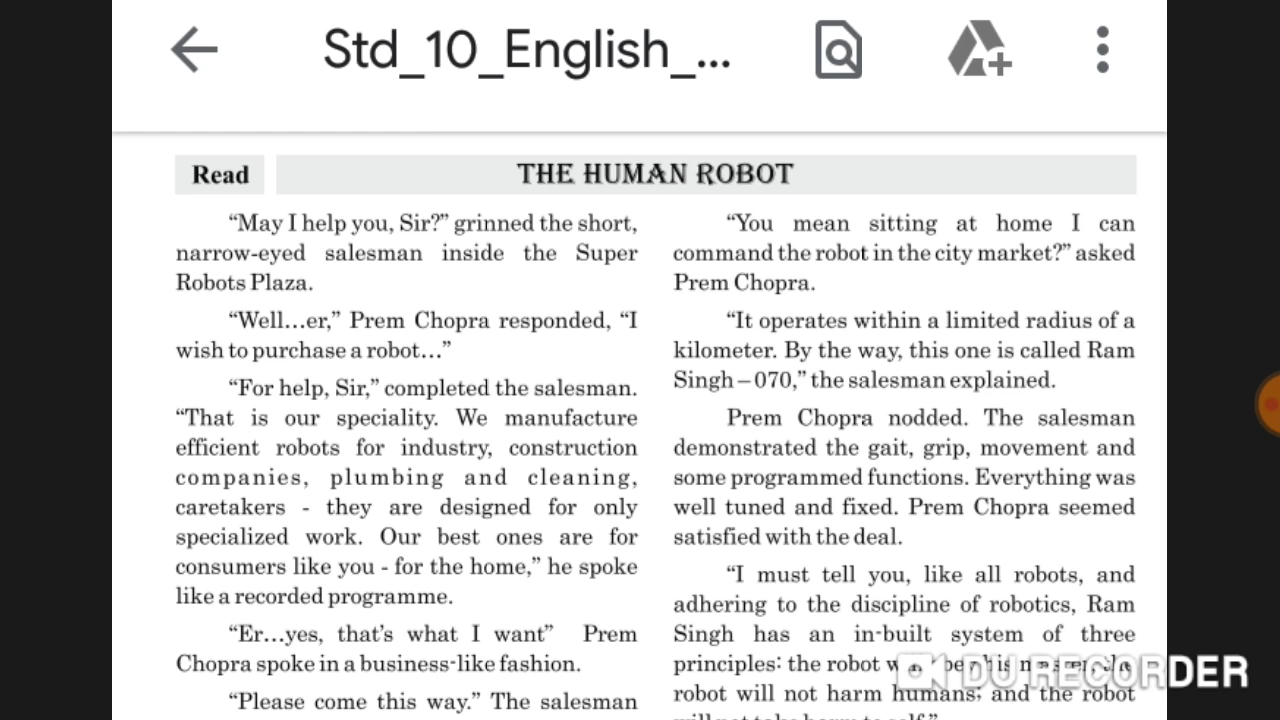 Std_10_English_...
Read
THE HUMAN ROBOT
“May I help you, Sir?” grinned the short,
narrow-eyed salesman inside the Super
Robots Plaza.
“Well...er,” Prem Chopra responded, “I
wish to purchase a robot...”
“For help, Sir,” completed the salesman.
“That is our speciality. We manufacture
efficient robots for industry, construction
companies, plumbing and cleaning,
caretakers - they are designed for only
specialized work. Our best ones are for
consumers like you - for the home,” he spoke
like a recorded programme.
“Er...yes, that’s what I want” Prem
Chopra spoke in a business-like fashion.
“Please come this way.” The salesman
“You mean sitting at home I can
command the robot in the city market?” asked
Prem Chopra.
“It operates within a limited radius of a
kilometer. By the way, this one is called Ram
Singh – 070,” the salesman explained.
Prem Chopra nodded. The salesman
demonstrated the gait, grip, movement and
some programmed functions. Everything was
well tuned and fixed. Prem Chopra seemed
satisfied with the deal.
“I must tell you, like all robots, and
adhering to the discipline of robotics, Ram
Singh has an in-built system of three
principles: the robot
robot will not harm humans; and the robot
will not take harm to self.”
DU RECORDER